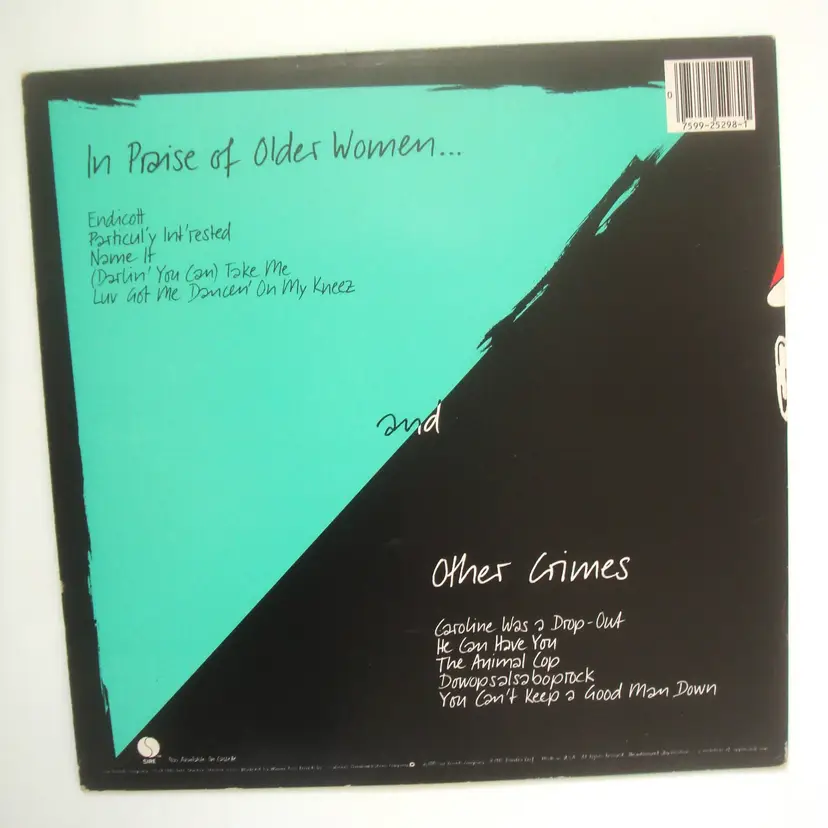 0
7599-25298-1
In Praise of Older Women...
Endicott
Particul'y Int'rested
Name It
(Darlin' You Can) Take Me
Luv Got Me Dancen' On My Kneez
and
Other Crimes
Caroline Was a Drop-Out
He Can Have You
The Animal Cop
Dowopsalsaboprock
You Can't Keep a Good Man Down
SIRE
Also Available On Cassette